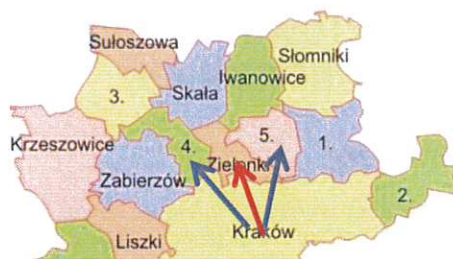 Sułoszowa
Słomniki
Iwanowice
Skała
3.
Krzeszowice
5.
1.
4.
Zielonki
Zabierzów
2.
Kraków
Liszki